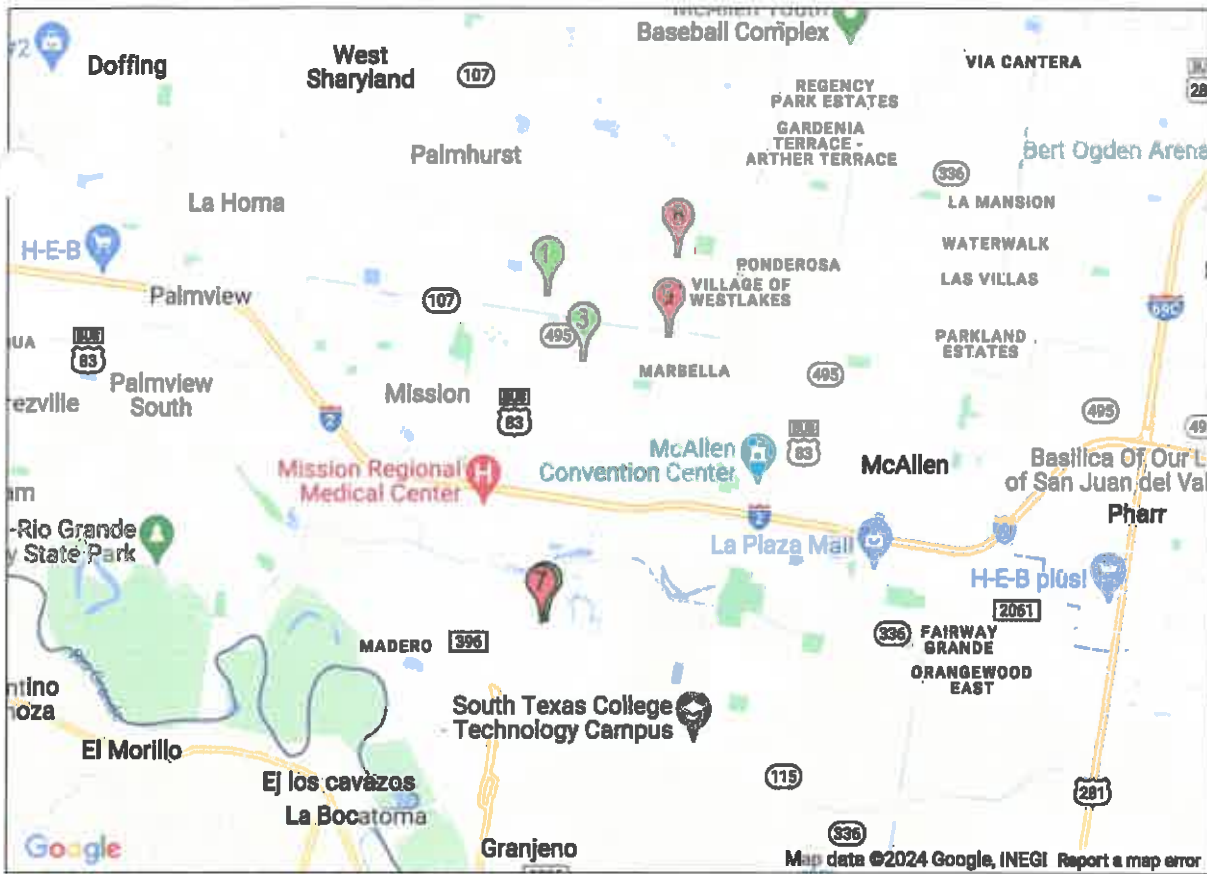 Baseball Complex
#2
Doffing
West
Sharyland
107
VIA CANTERA
REGENCY
PARK ESTATES
GARDENIA
TERRACE -
ARTHER TERRACE
Palmhurst
Bert Ogden Arena
336
LA MANSION
La Homa
H-E-B
1
WATERWALK
PONDEROSA
LAS VILLAS
VILLAGE OF
WESTLAKES
Palmview
107
3
495
69C
PARKLAND
ESTATES
83
MARBELLA
495
Palmview
South
Mission
83
2
495
83
McAllen
Convention Center
McAllen
Mission Regional
Medical Center
Basilica Of Our L
of San Juan del Val
Pharr
2
-Rio Grande
State Park
La Plaza Mall
H-E-B plus!
7
2061
MADERO
396
336
FAIRWAY
GRANDE
ORANGEWOOD
EAST
South Texas College
Technology Campus
El Morillo
Ej los cavazos
La Bocatoma
115
281
336
Granjeno
Google
Map data ©2024 Google, INEGI Report a map error